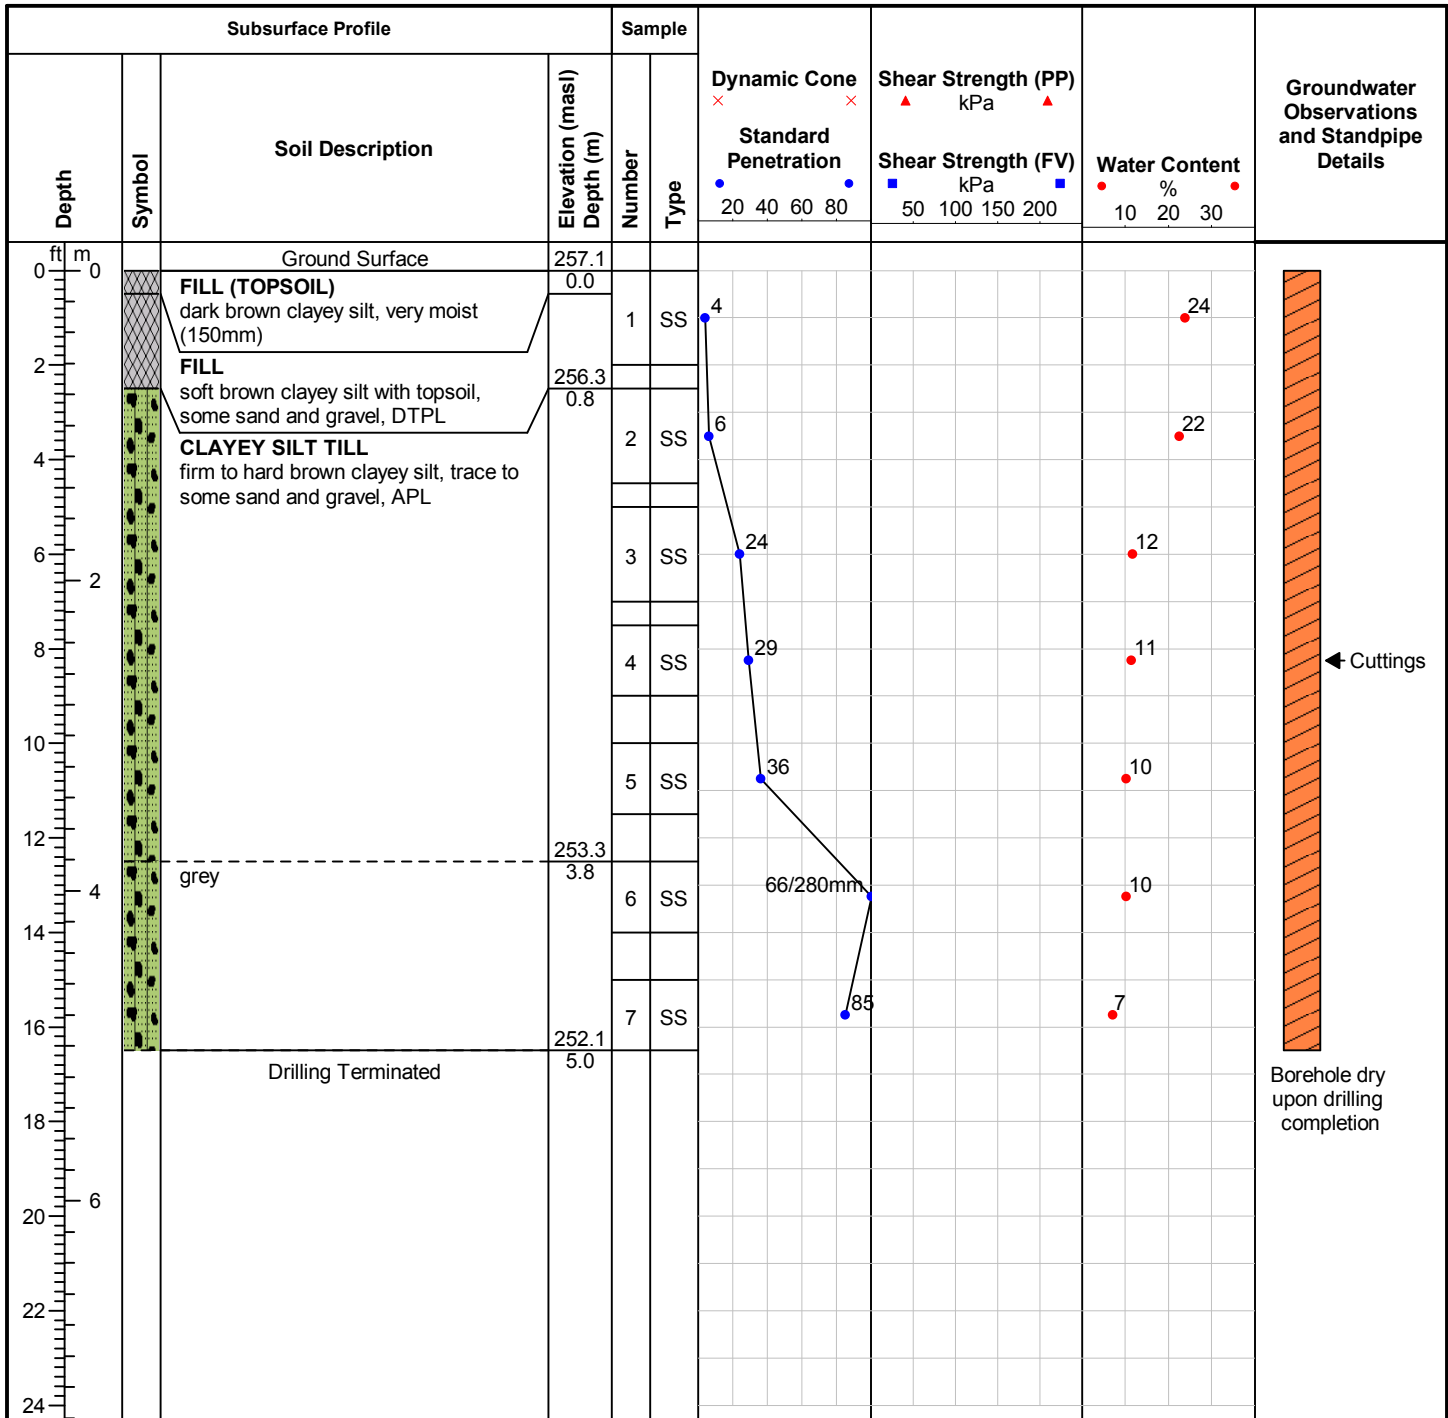 Subsurface Profile
Sample
Depth
Symbol
Soil Description
Elevation (masl)
Depth (m)
Number
Type
Dynamic Cone
Standard
Penetration
20 40 60 80
Shear Strength (PP)
kPa
Shear Strength (FV)
kPa
50 100 150 200
Water Content
%
10 20 30
Groundwater
Observations
and Standpipe
Details
ft m
0 0
2
4
6
2
8
10
12
4
14
16
18
6
20
22
24
Ground Surface
257.1
0.0
FILL (TOPSOIL)
dark brown clayey silt, very moist
(150mm)
FILL
soft brown clayey silt with topsoil,
some sand and gravel, DTPL
256.3
0.8
CLAYEY SILT TILL
firm to hard brown clayey silt, trace to
some sand and gravel, APL
253.3
3.8
grey
252.1
5.0
Drilling Terminated
1 SS 4 24
2 SS 6 22
3 SS 24 12
4 SS 29 11
5 SS 36 10
6 SS 66/280mm 10
7 SS 85 7
Cuttings
Borehole dry
upon drilling
completion